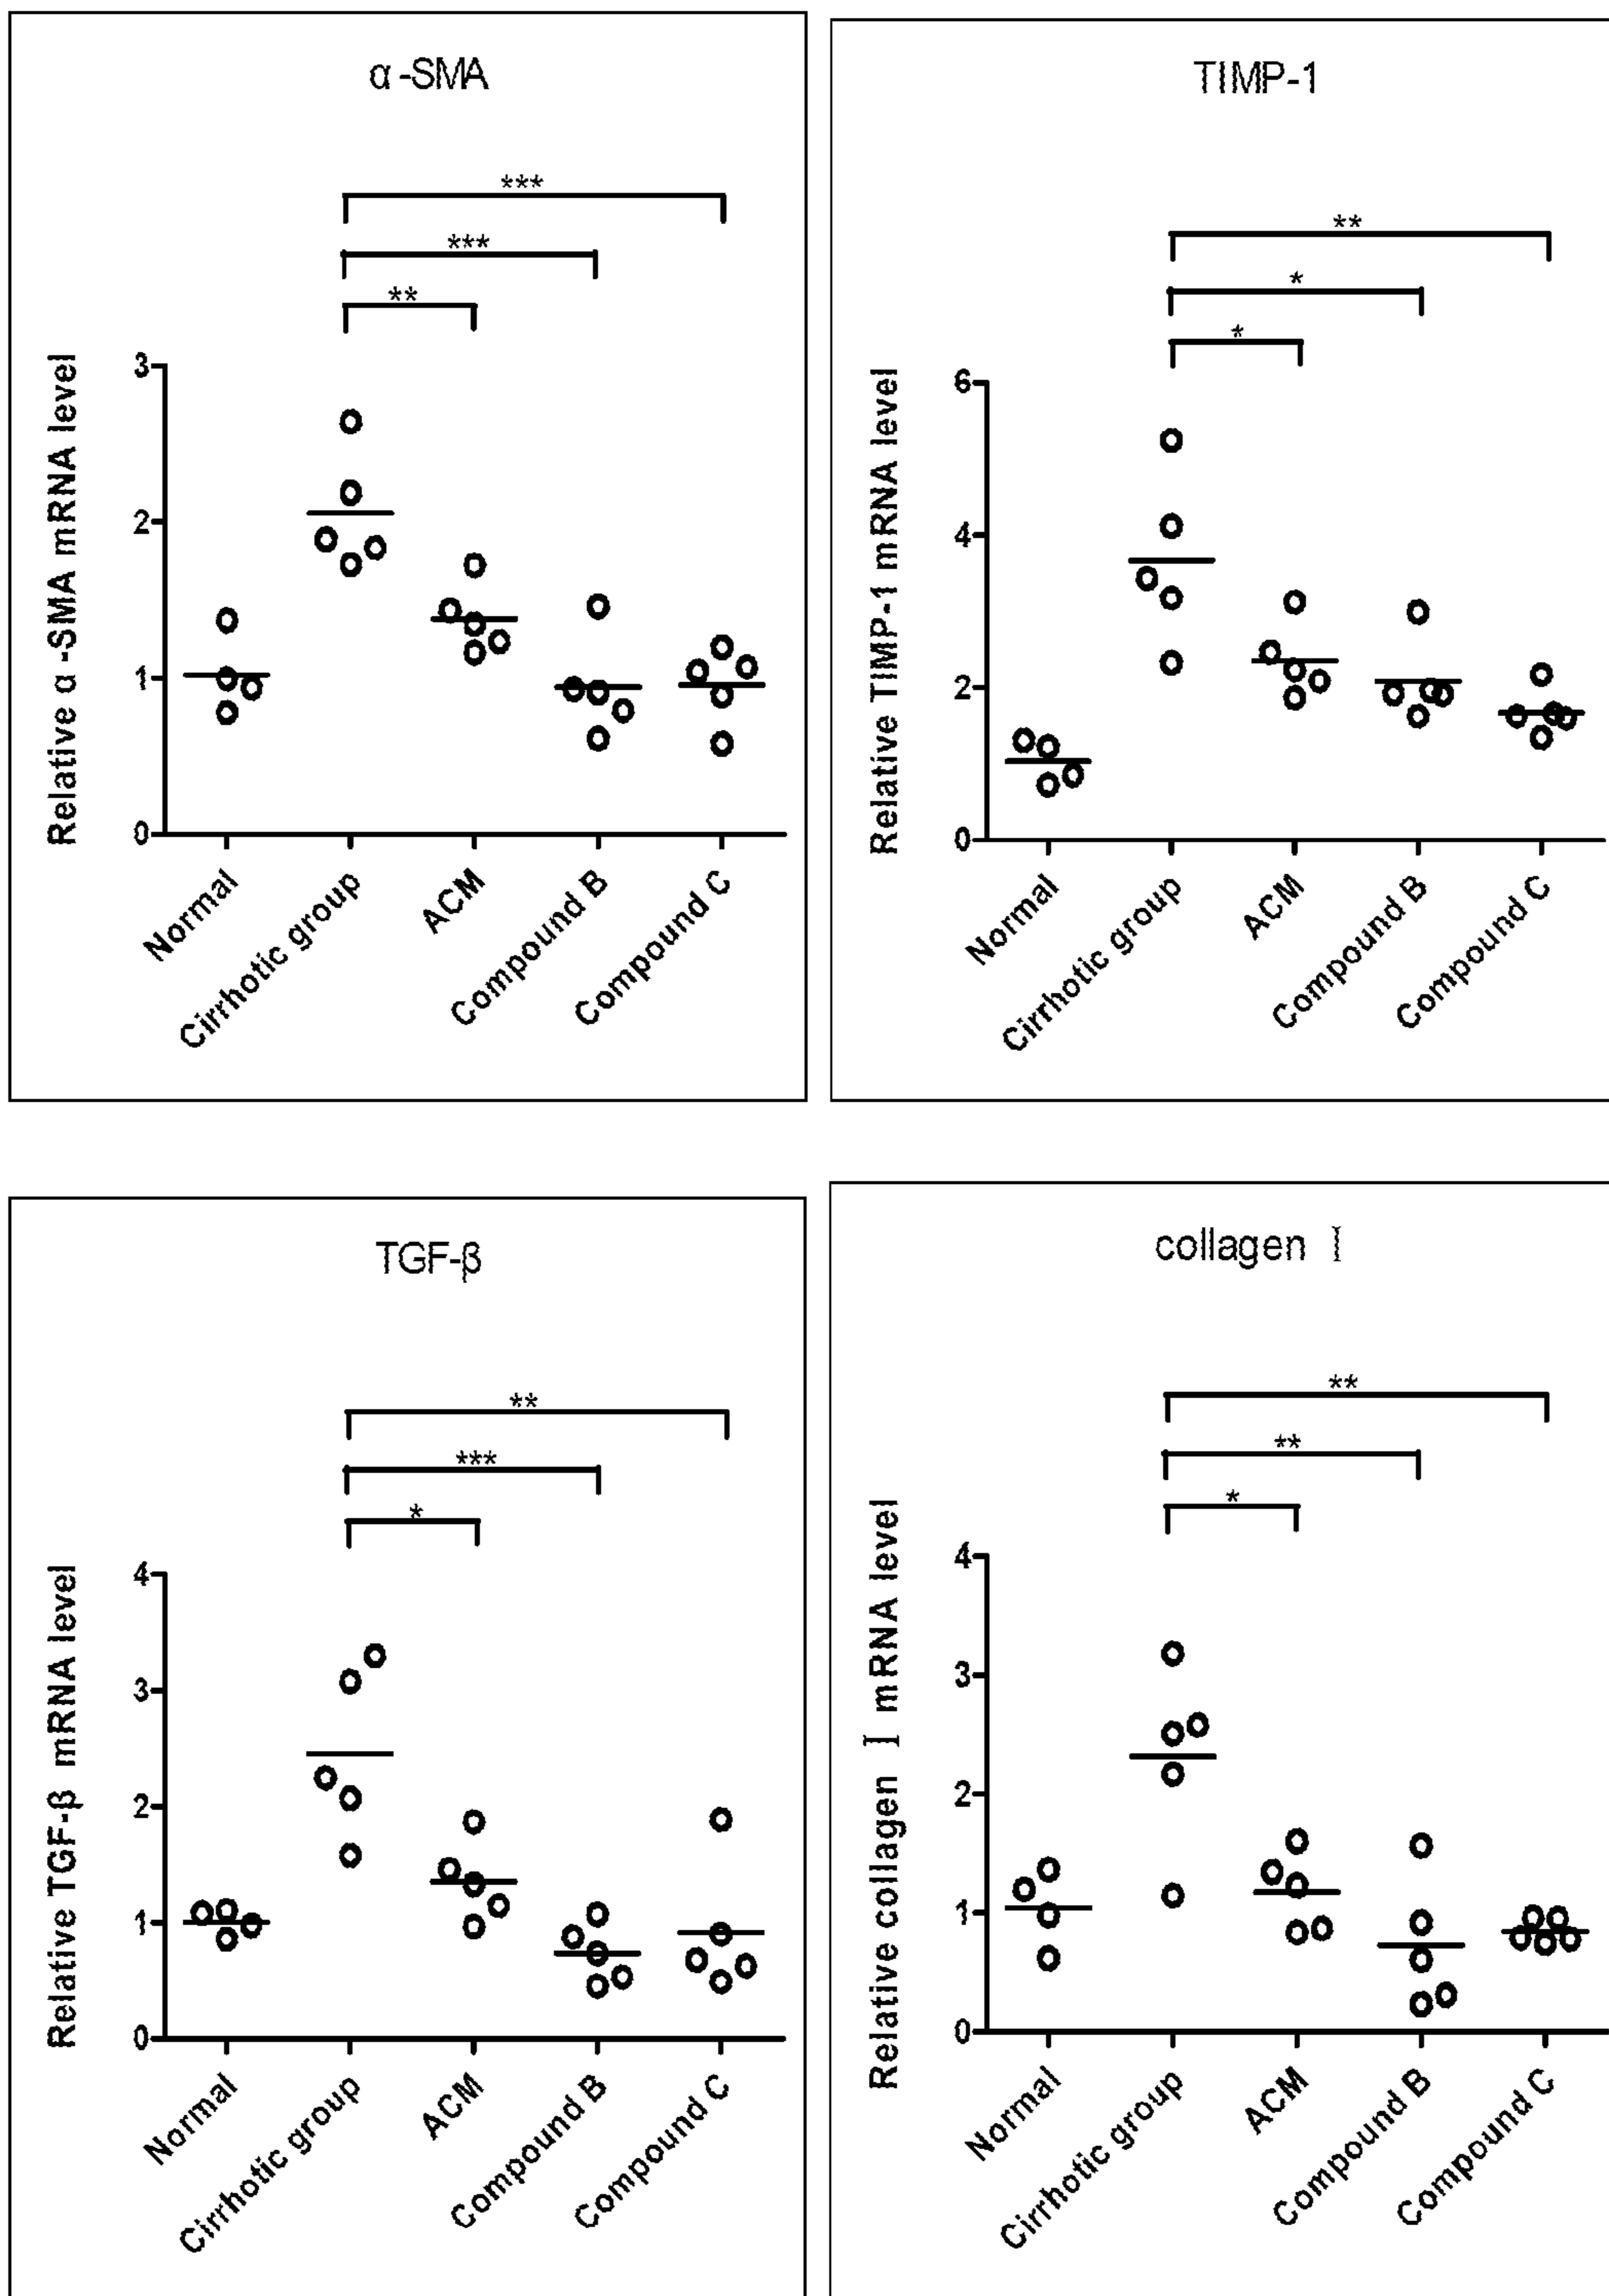 α-SMA
***
***
**
Relative α-SMA mRNA level
3
2
1
0
Normal
Cirrhotic group
ACM
Compound B
Compound C
TIMP-1
**
*
*
Relative TIMP-1 mRNA level
6
4
2
0
Normal
Cirrhotic group
ACM
Compound B
Compound C
TGF-β
**
***
*
Relative TGF-β mRNA level
4
3
2
1
0
Normal
Cirrhotic group
ACM
Compound B
Compound C
collagen Ⅰ
**
**
*
Relative collagen Ⅰ mRNA level
4
3
2
1
0
Normal
Cirrhotic group
ACM
Compound B
Compound C